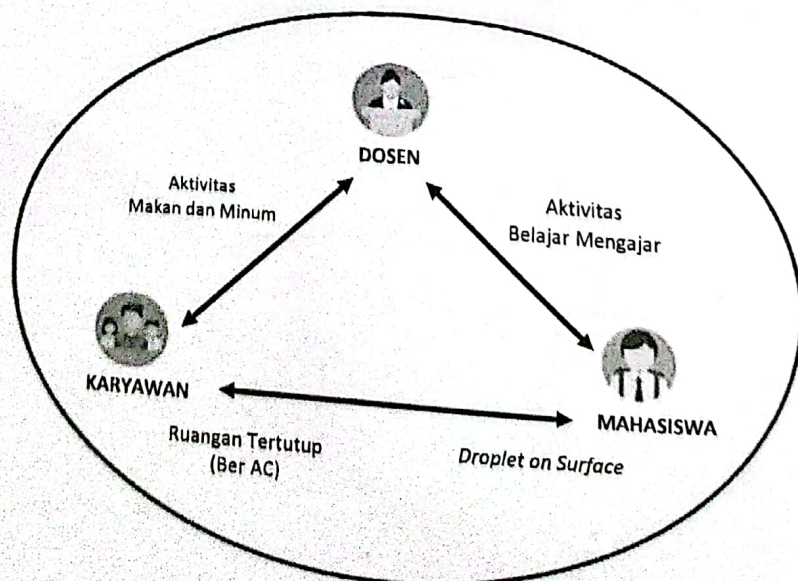 DOSEN
Aktivitas
Makan dan Minum
Aktivitas
Belajar Mengajar
KARYAWAN
MAHASISWA
Ruangan Tertutup
(Ber AC)
Droplet on Surface